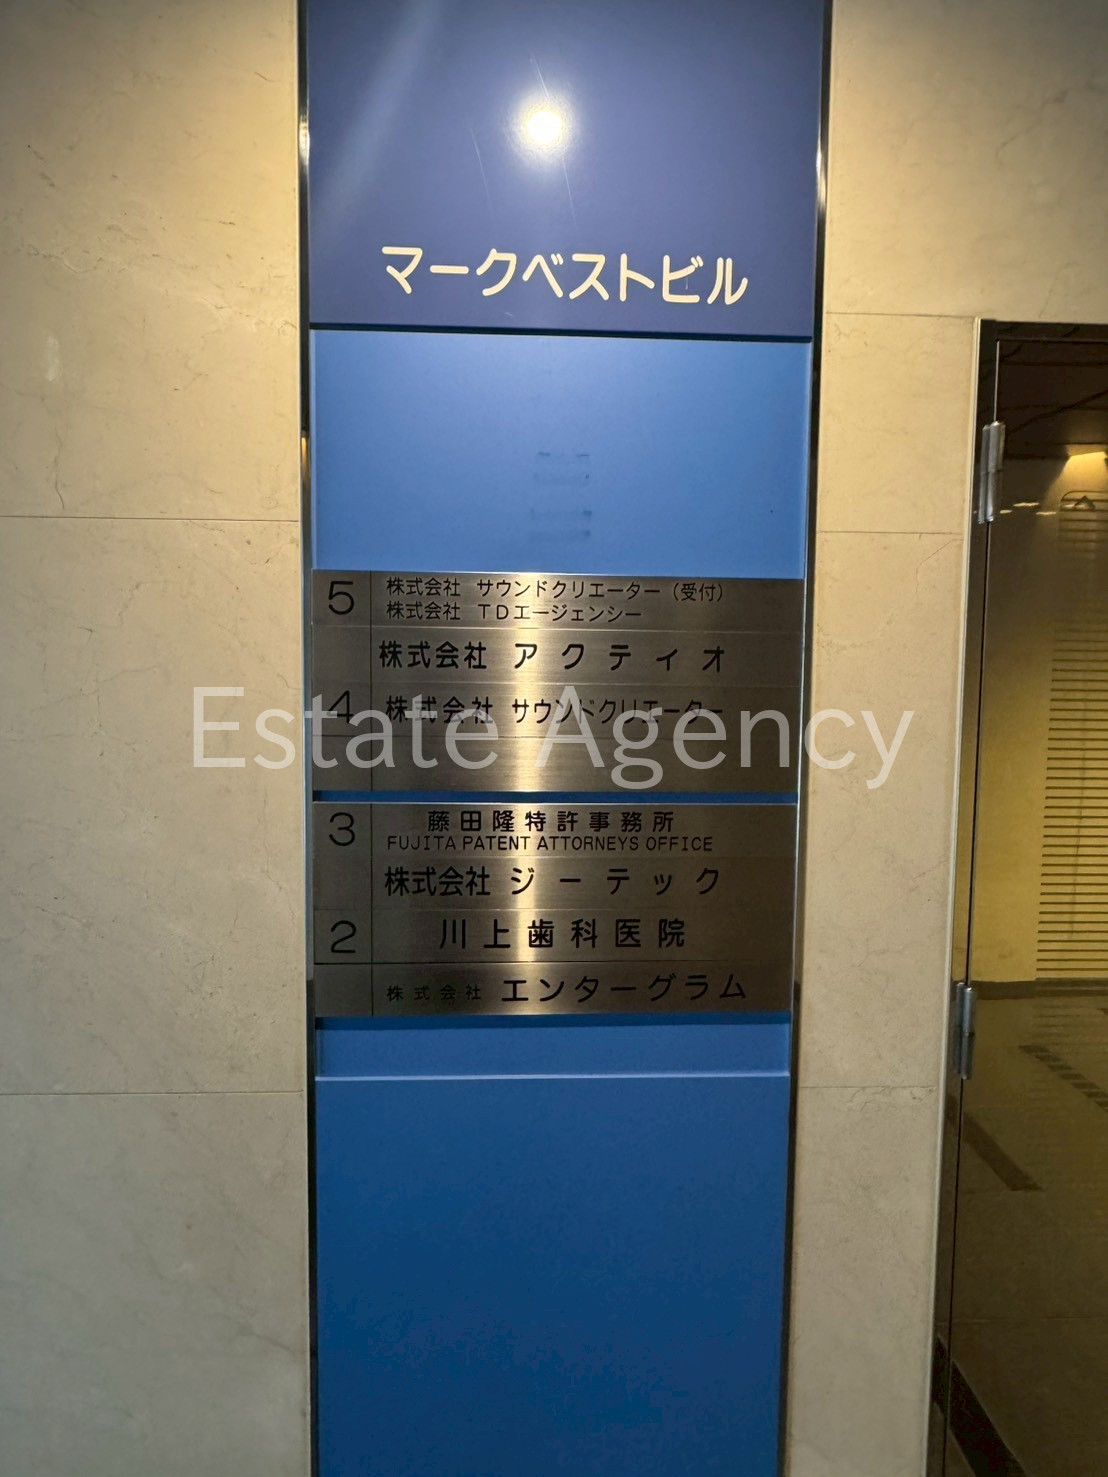 マークベストビル
5 株式会社 サウンドクリエーター(受付)
株式会社 TDエージェンシー
株式会社 アクティオ
4 株式会社 サウンドクリエーター
Estate Agency
3 藤田隆特許事務所
FUJITA PATENT ATTORNEYS OFFICE
株式会社 ジーテック
2 川上歯科医院
株式会社 エンターグラム